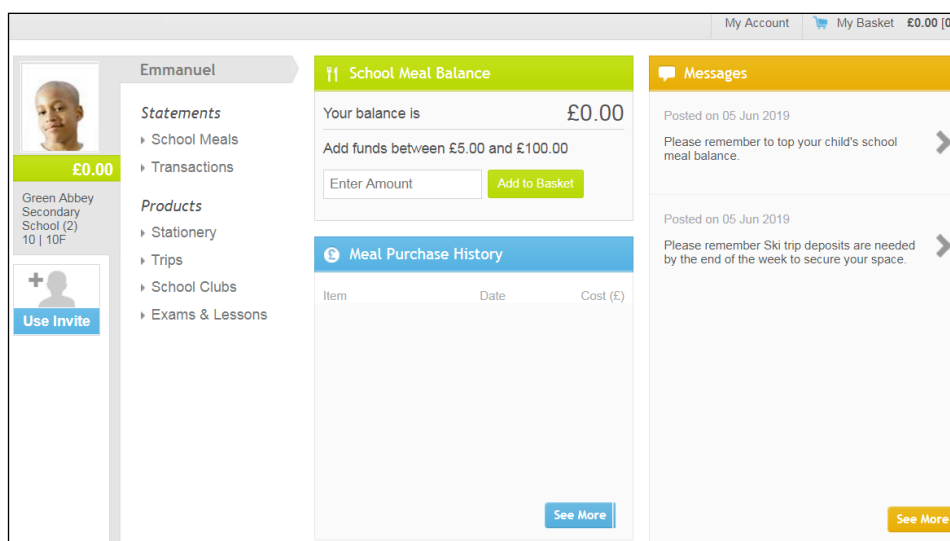 My Account
My Basket £0.00 [0
Emmanuel
£0.00
Green Abbey
Secondary
School (2)
10 | 10F
Use Invite
Statements
School Meals
Transactions
Products
Stationery
Trips
School Clubs
Exams & Lessons
School Meal Balance
Your balance is £0.00
Add funds between £5.00 and £100.00
Enter Amount
Add to Basket
Meal Purchase History
Item Date Cost (£)
See More
Messages
Posted on 05 Jun 2019
Please remember to top your child's school
meal balance.
Posted on 05 Jun 2019
Please remember Ski trip deposits are needed
by the end of the week to secure your space.
See More